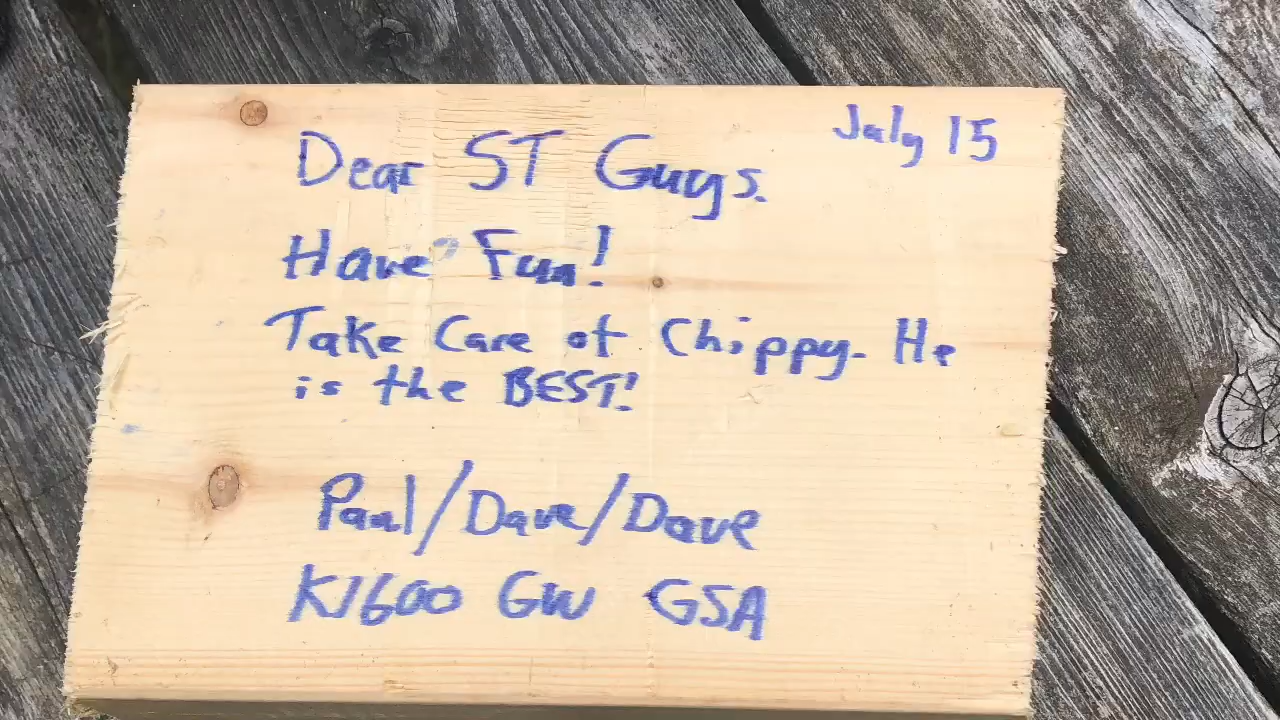 July 15
Dear ST Guys.
Have Fun!
Take Care of Chippy. He
is the BEST!
Paul/Dave/Dave
K1600 GW GSA